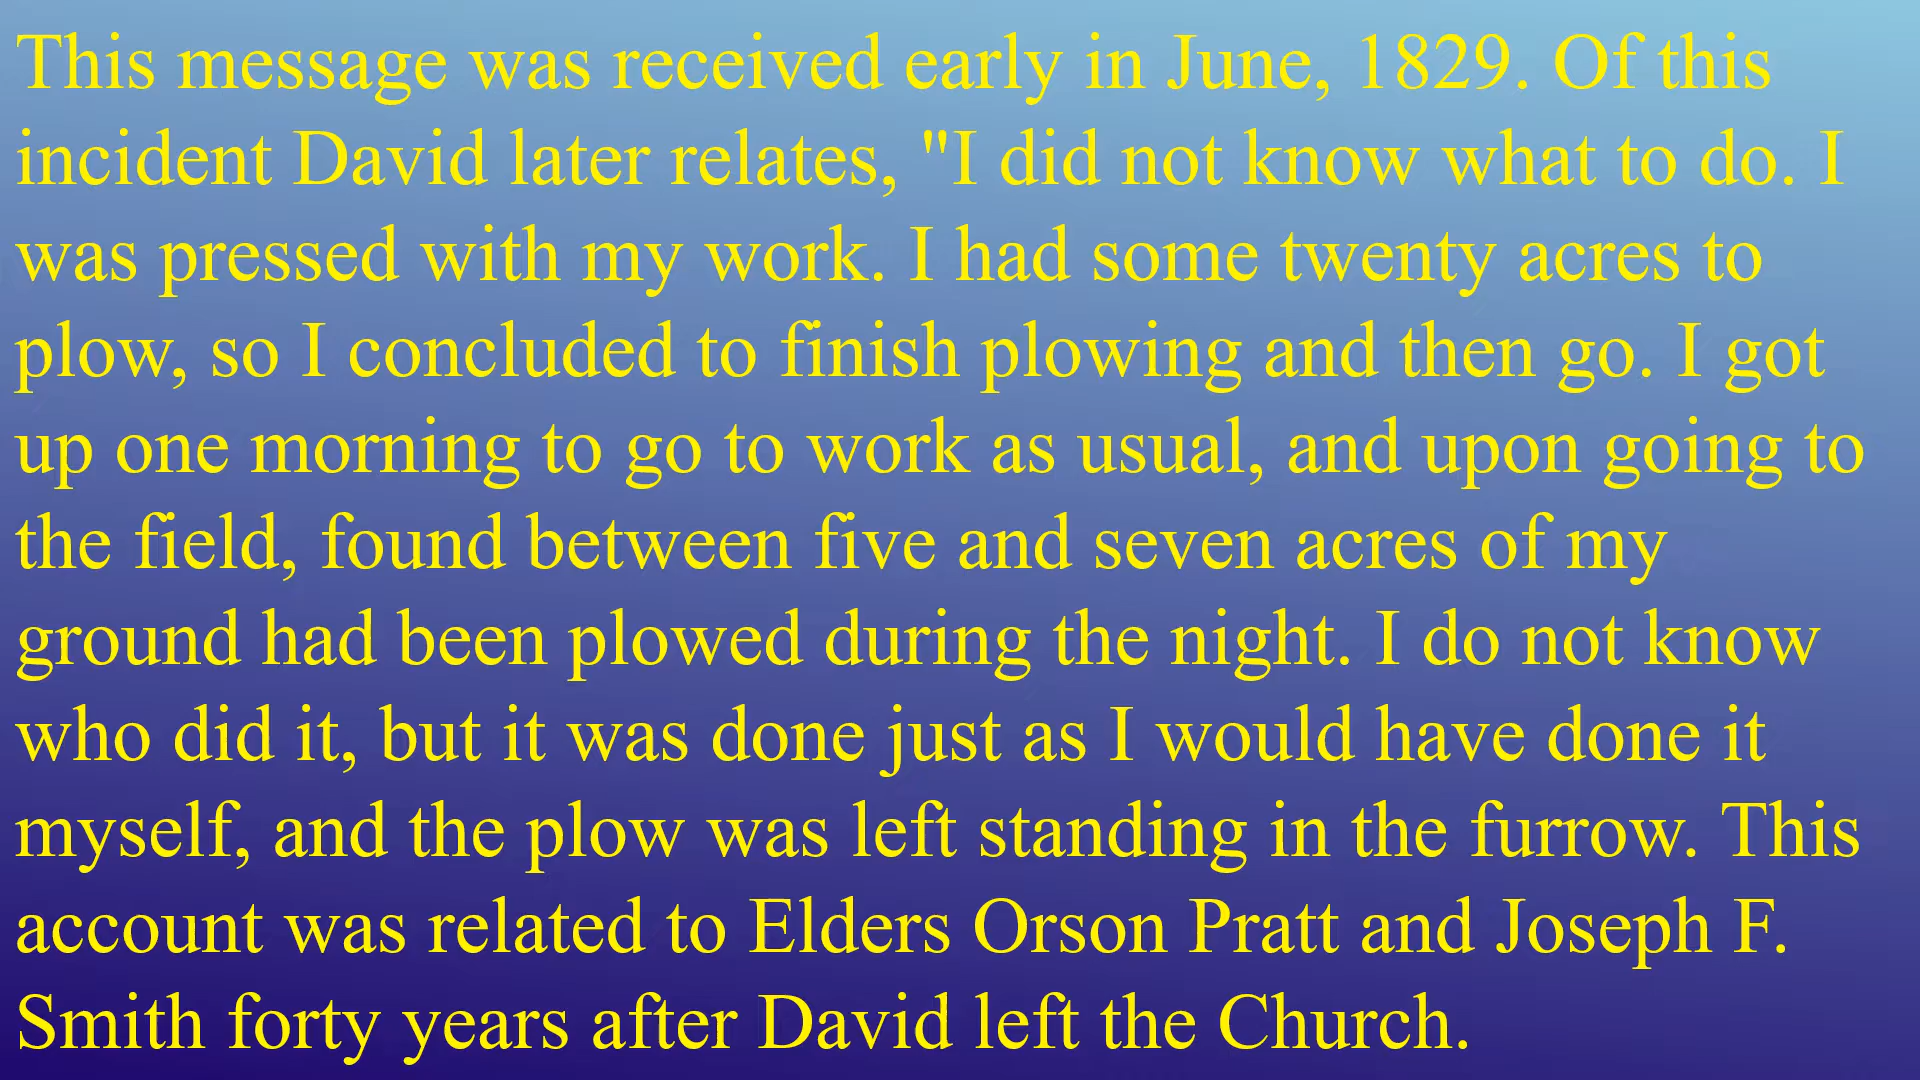 This message was received early in June, 1829. Of this
incident David later relates, "I did not know what to do. I
was pressed with my work. I had some twenty acres to
plow, so I concluded to finish plowing and then go. I got
up one morning to go to work as usual, and upon going to
the field, found between five and seven acres of my
ground had been plowed during the night. I do not know
who did it, but it was done just as I would have done it
myself, and the plow was left standing in the furrow. This
account was related to Elders Orson Pratt and Joseph F.
Smith forty years after David left the Church.